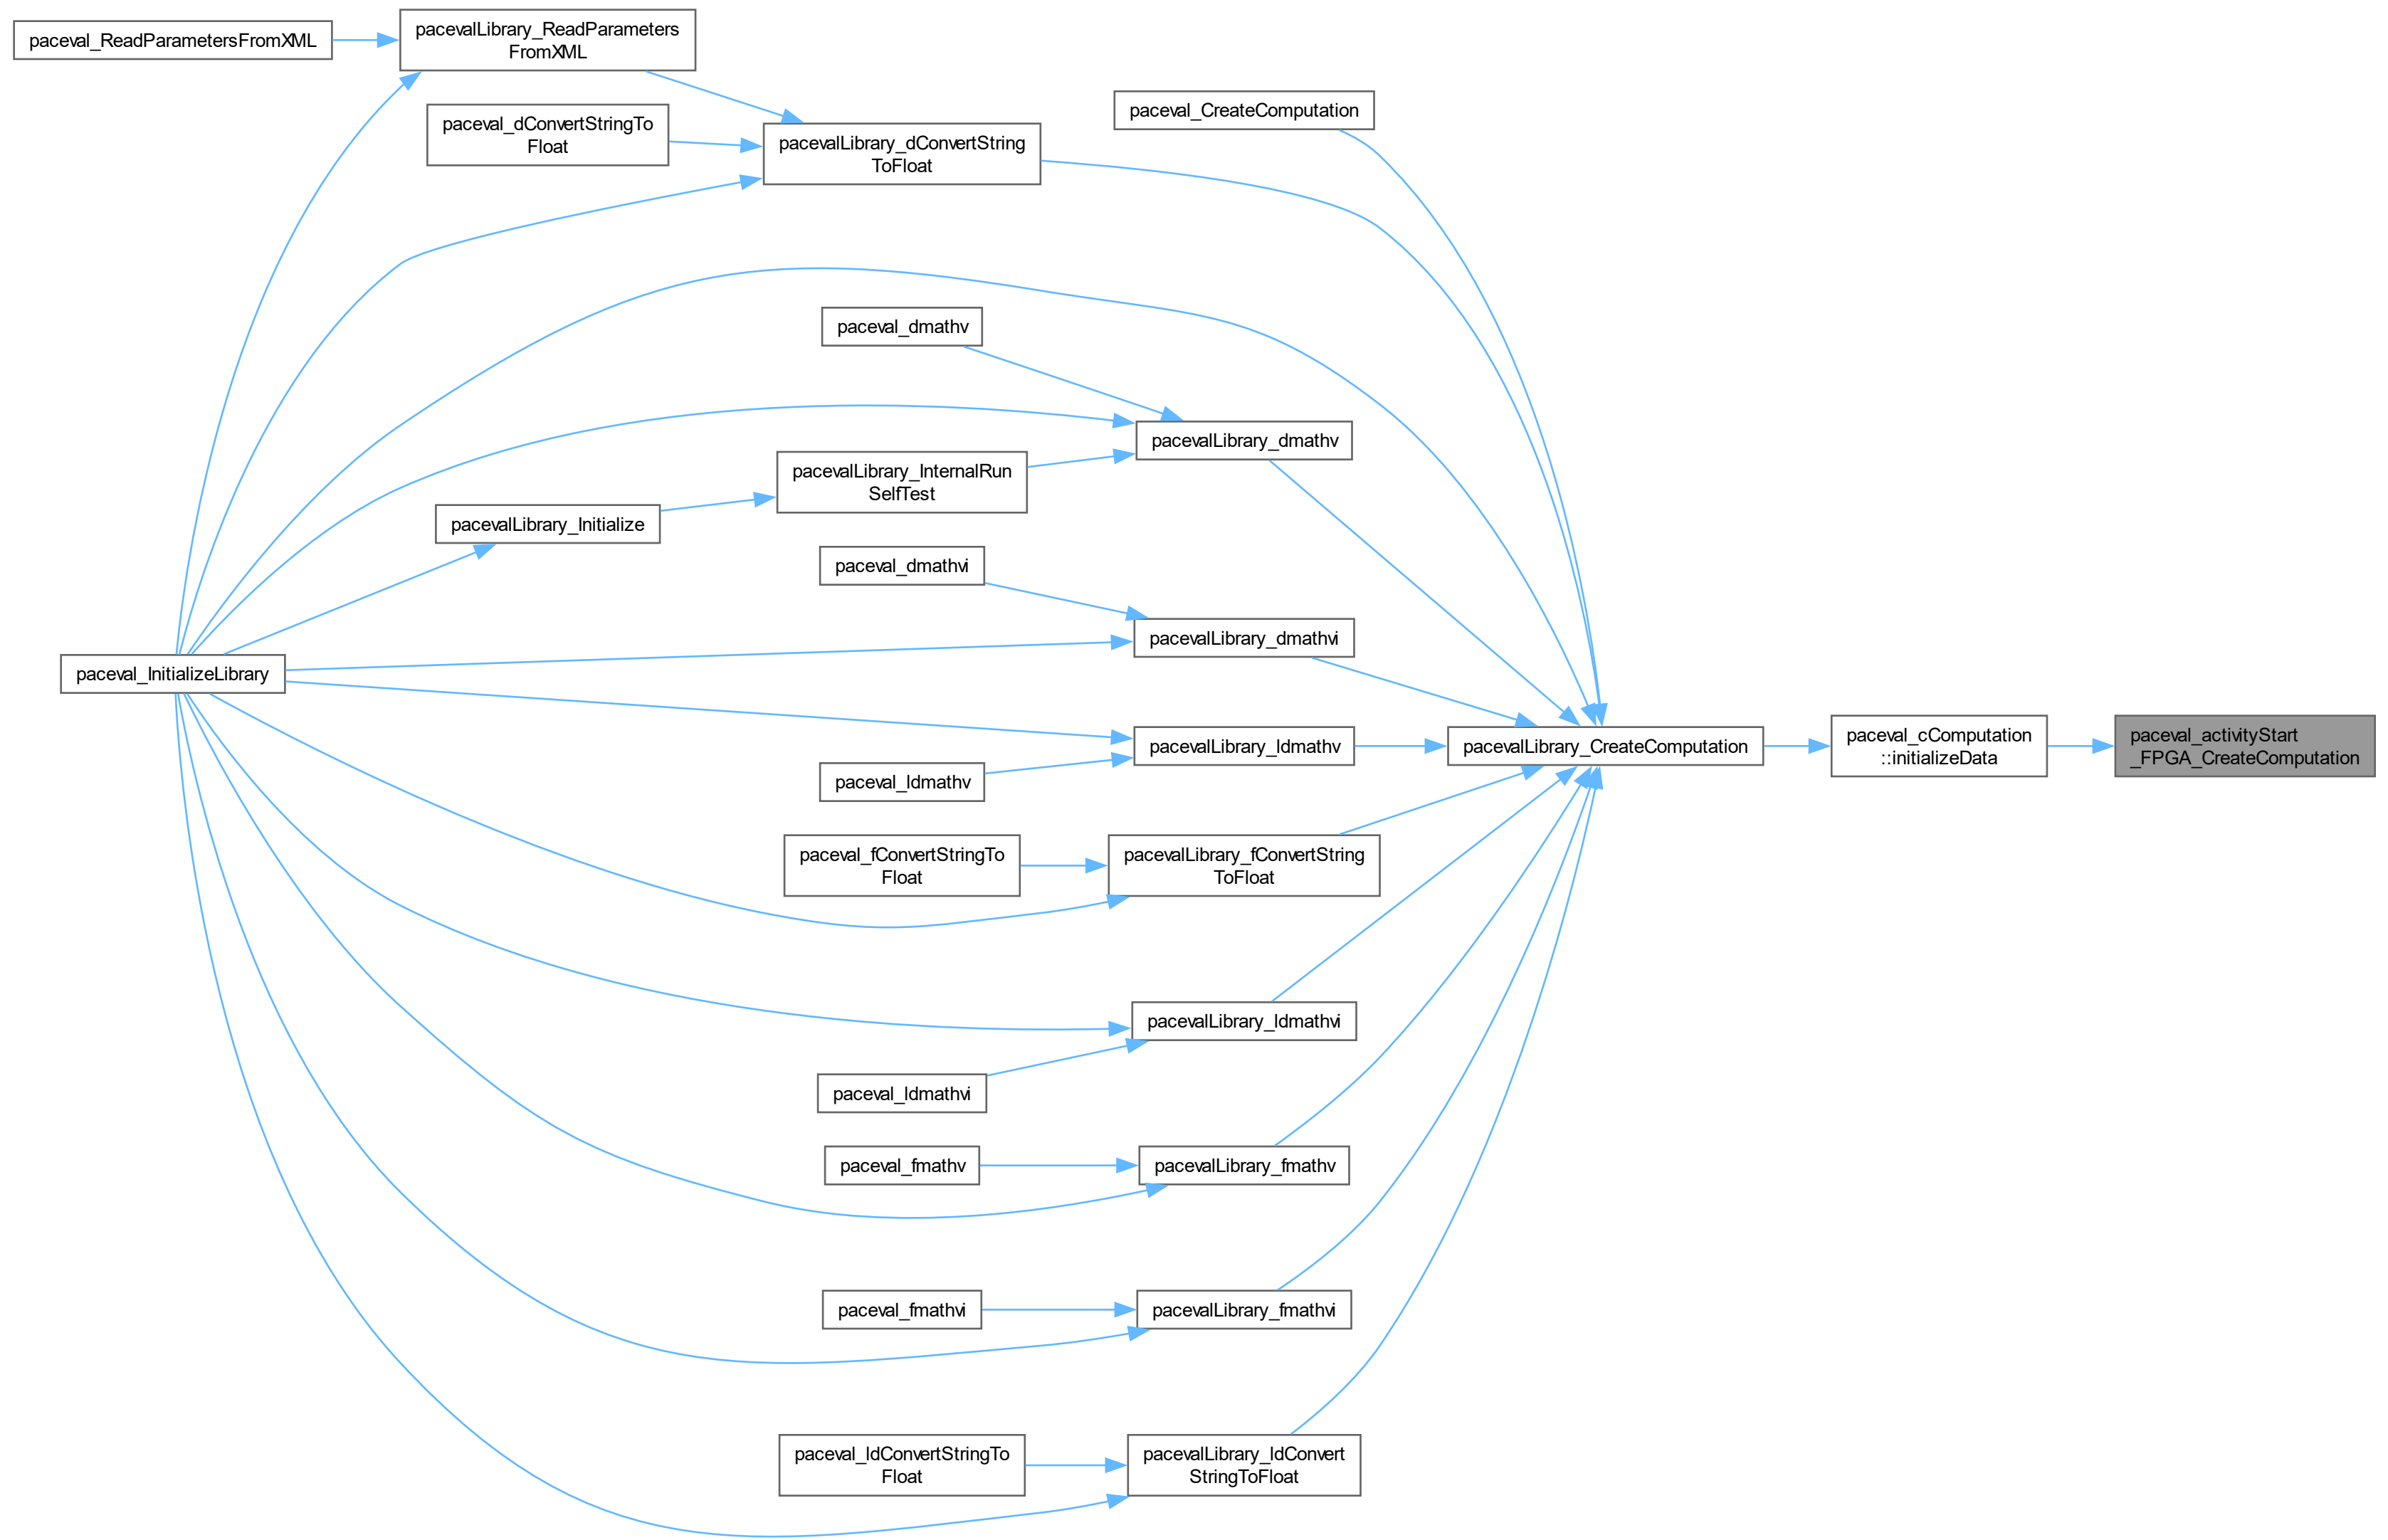 paceval_ReadParametersFromXML
pacevalLibrary_ReadParameters
FromXML
paceval_CreateComputation
paceval_dConvertStringTo
Float
pacevalLibrary_dConvertString
ToFloat
paceval_dmathv
pacevalLibrary_dmathv
pacevalLibrary_InternalRun
SelfTest
pacevalLibrary_Initialize
paceval_dmathvi
pacevalLibrary_dmathvi
paceval_InitializeLibrary
pacevalLibrary_ldmathv
paceval_ldmathv
pacevalLibrary_CreateComputation
paceval_cComputation
::initializeData
paceval_activityStart
_FPGA_CreateComputation
paceval_fConvertStringTo
Float
pacevalLibrary_fConvertString
ToFloat
pacevalLibrary_ldmathvi
paceval_ldmathvi
paceval_fmathv
pacevalLibrary_fmathv
paceval_fmathvi
pacevalLibrary_fmathvi
paceval_ldConvertStringTo
Float
pacevalLibrary_ldConvert
StringToFloat